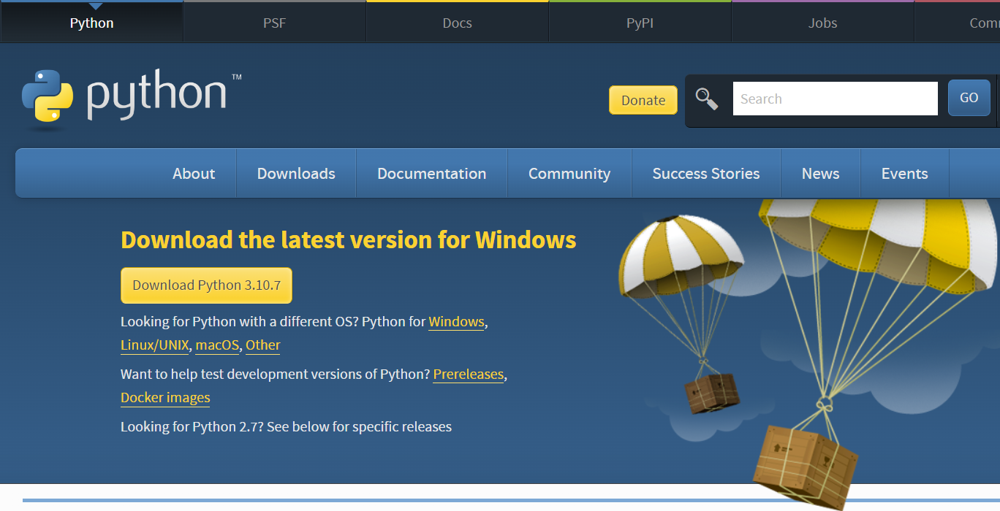 Python PSF Docs PyPI Jobs
python™
Donate Search GO
About Downloads Documentation Community Success Stories News Events
Download the latest version for Windows
Download Python 3.10.7
Looking for Python with a different OS? Python for Windows,
Linux/UNIX, macOS, Other
Want to help test development versions of Python? Prereleases,
Docker images
Looking for Python 2.7? See below for specific releases